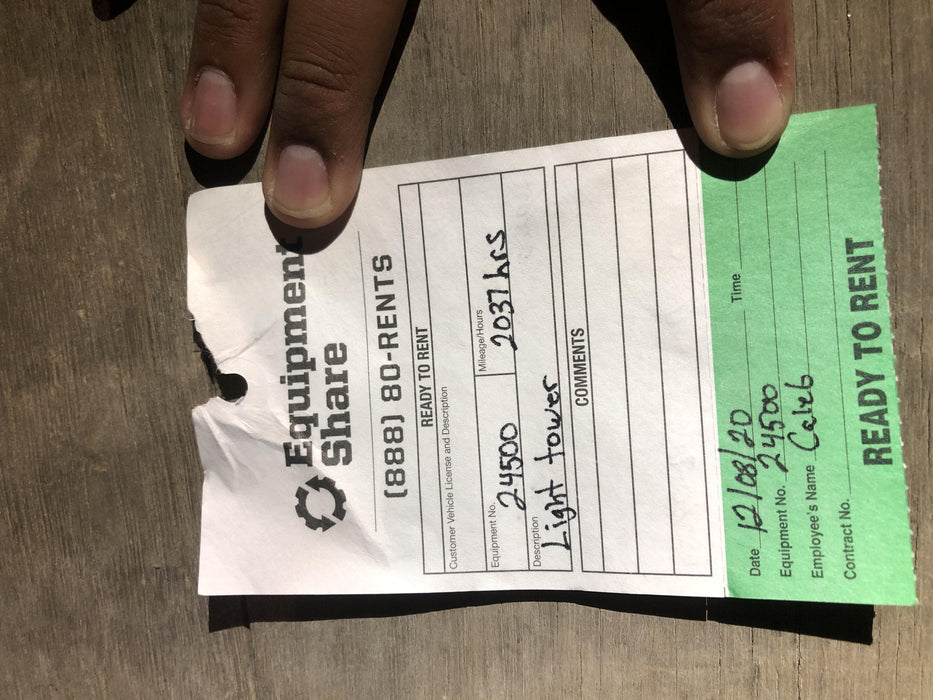 Equipment
Share
(888) 80-RENTS
READY TO RENT
Customer Vehicle License and Description
Equipment No. 24500 Mileage/Hours 2037 hrs
Description
Light tower
COMMENTS
Date 12/08/20 Time
Equipment No. 24500
Employee's Name Caleb
Contract No.
READY TO RENT